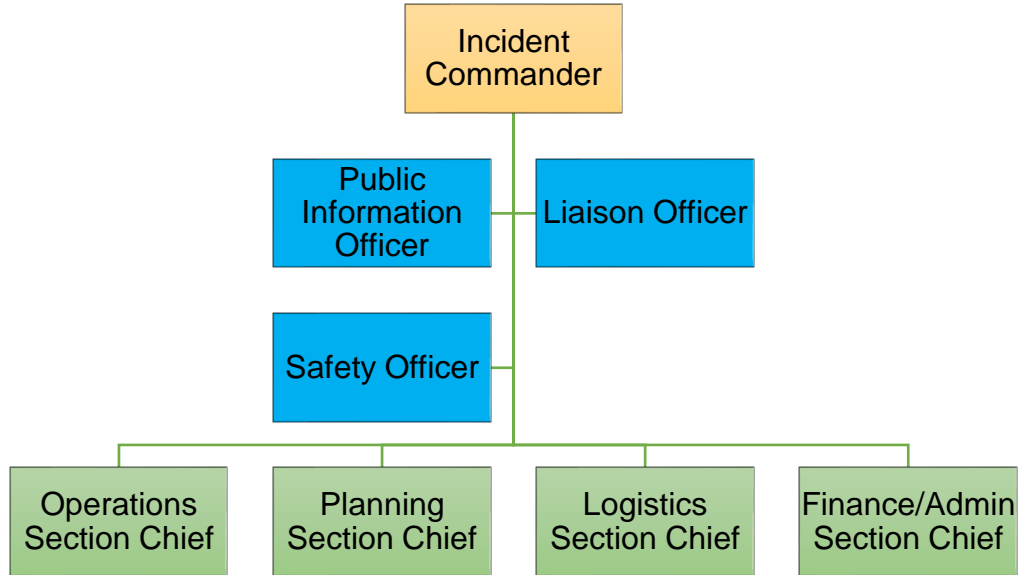 Incident
Commander
Public
Information
Officer
Liaison Officer
Safety Officer
Operations
Section Chief
Planning
Section Chief
Logistics
Section Chief
Finance/Admin
Section Chief